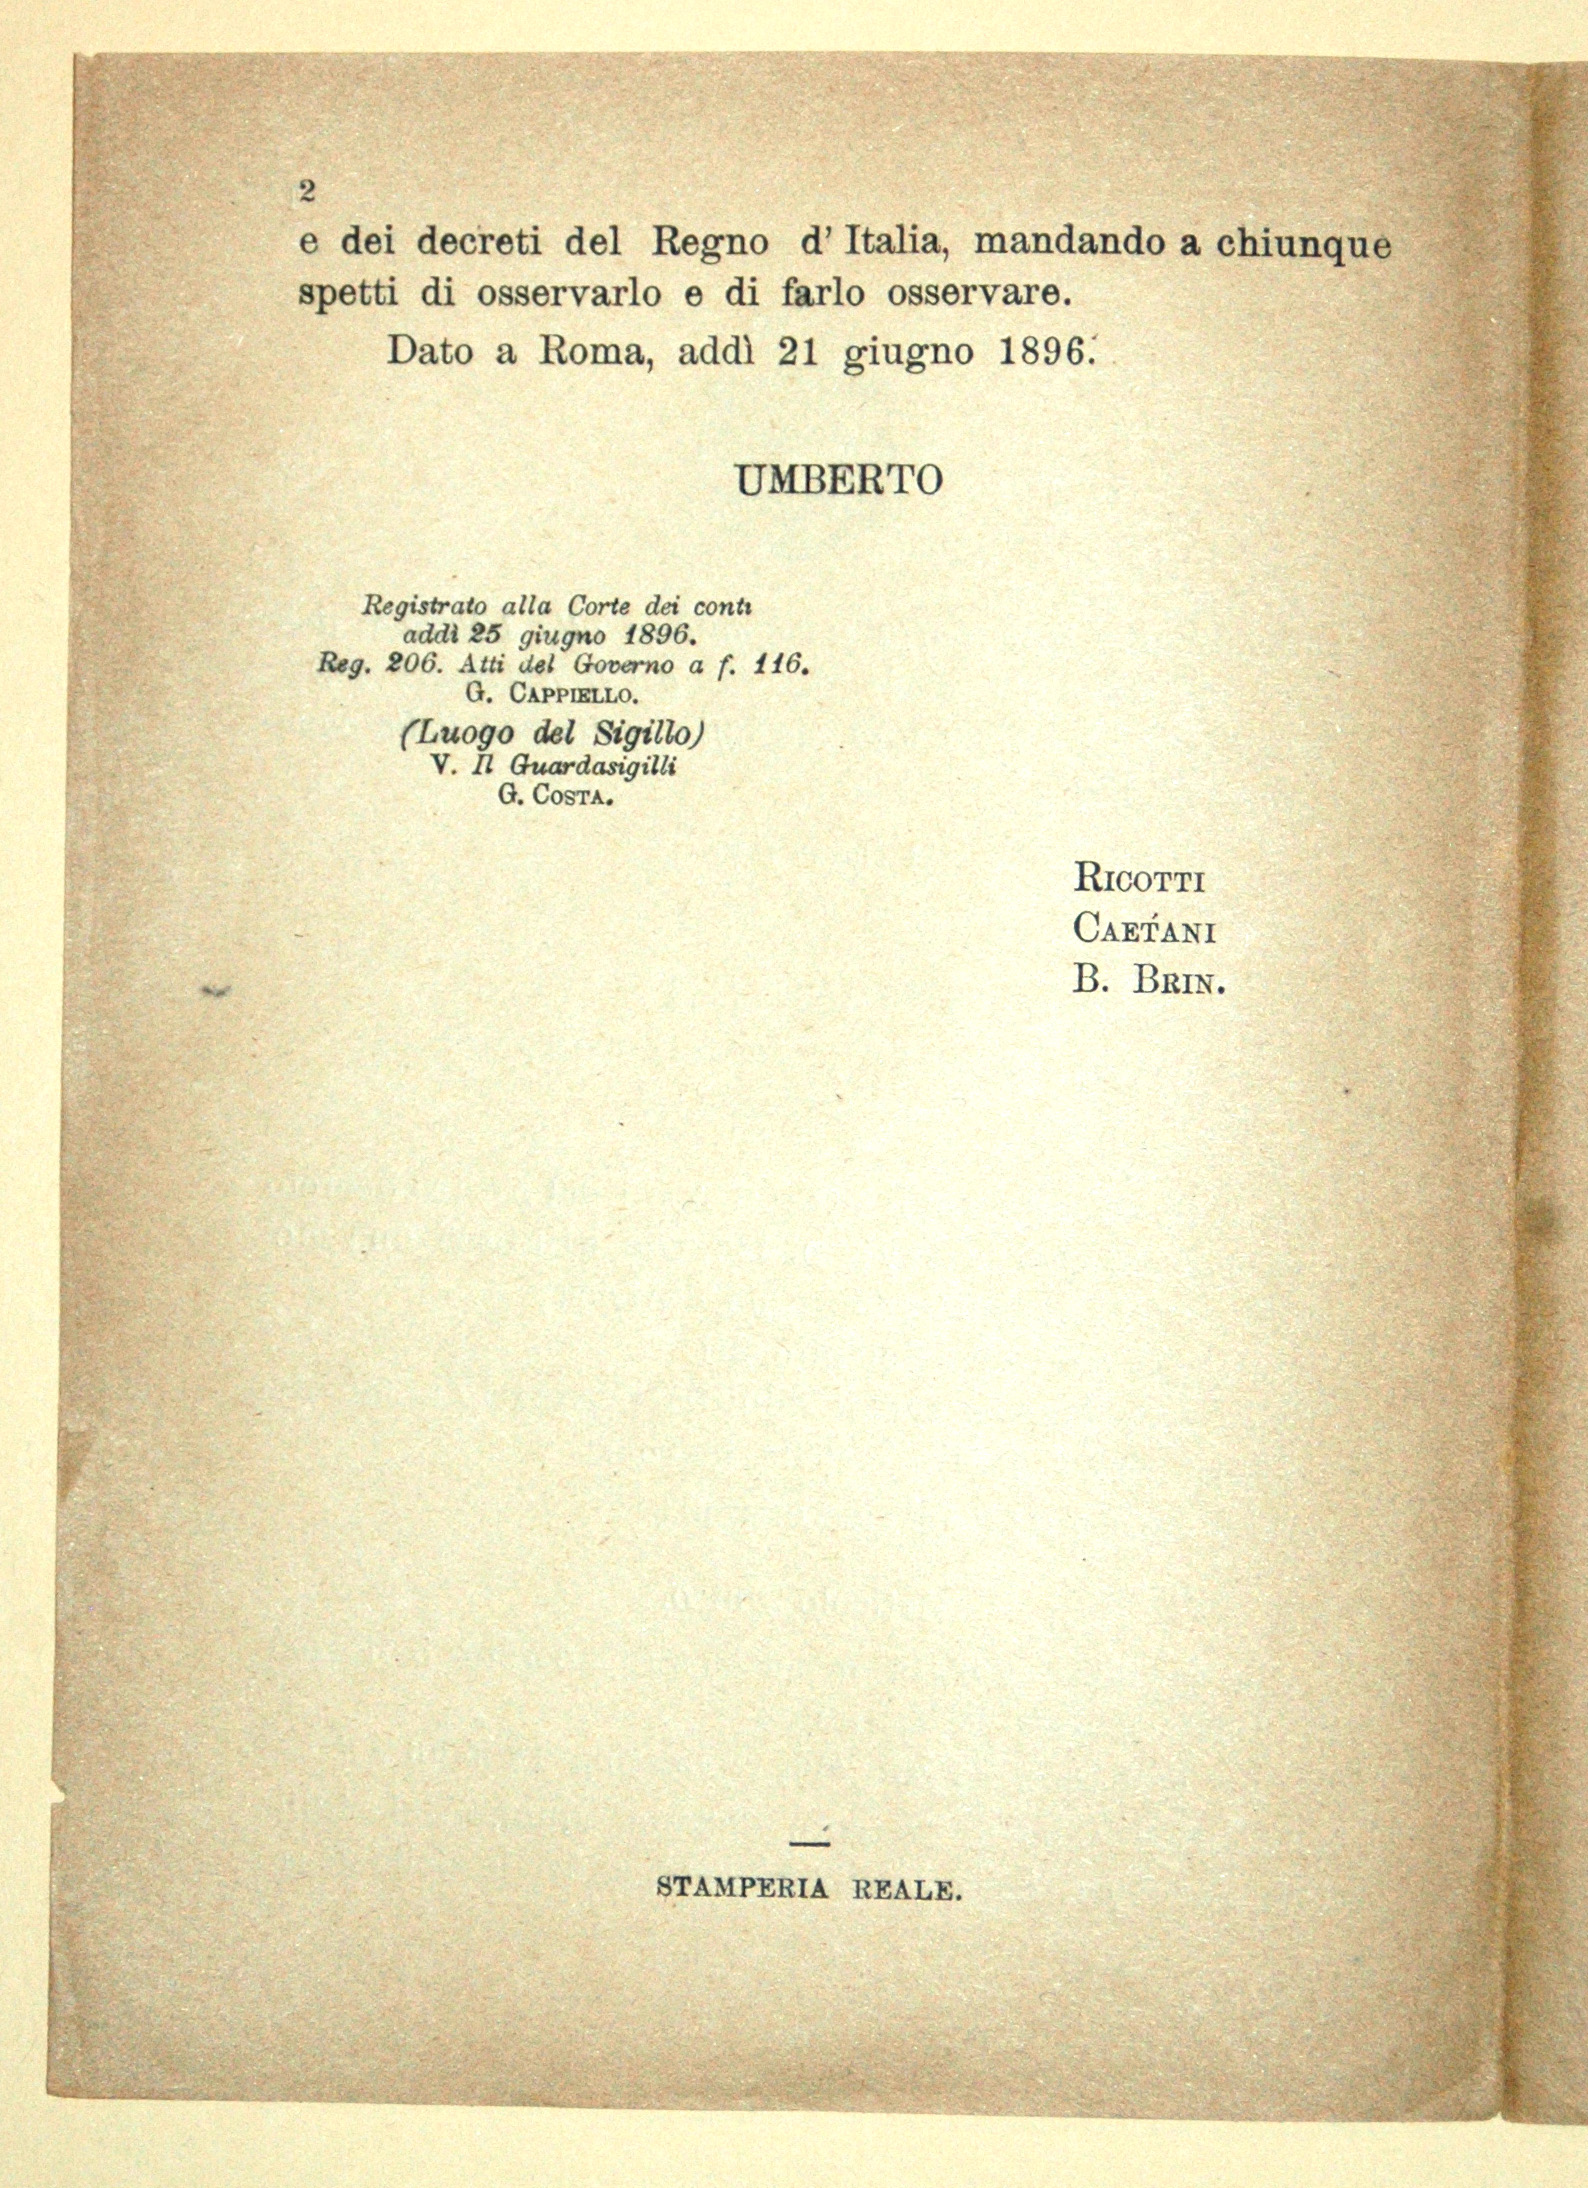 2
e dei decreti del Regno d' Italia, mandando a chiunque
spetti di osservarlo e di farlo osservare.
Dato a Roma, addì 21 giugno 1896.
UMBERTO
Registrato alla Corte dei conti
addì 25 giugno 1896.
Reg. 206. Atti del Governo a f. 116.
G. CAPPIELLO.
(Luogo del Sigillo)
V. Il Guardasigilli
G. COSTA.
RICOTTI
CAETANI
B. BRIN.
STAMPERIA REALE.